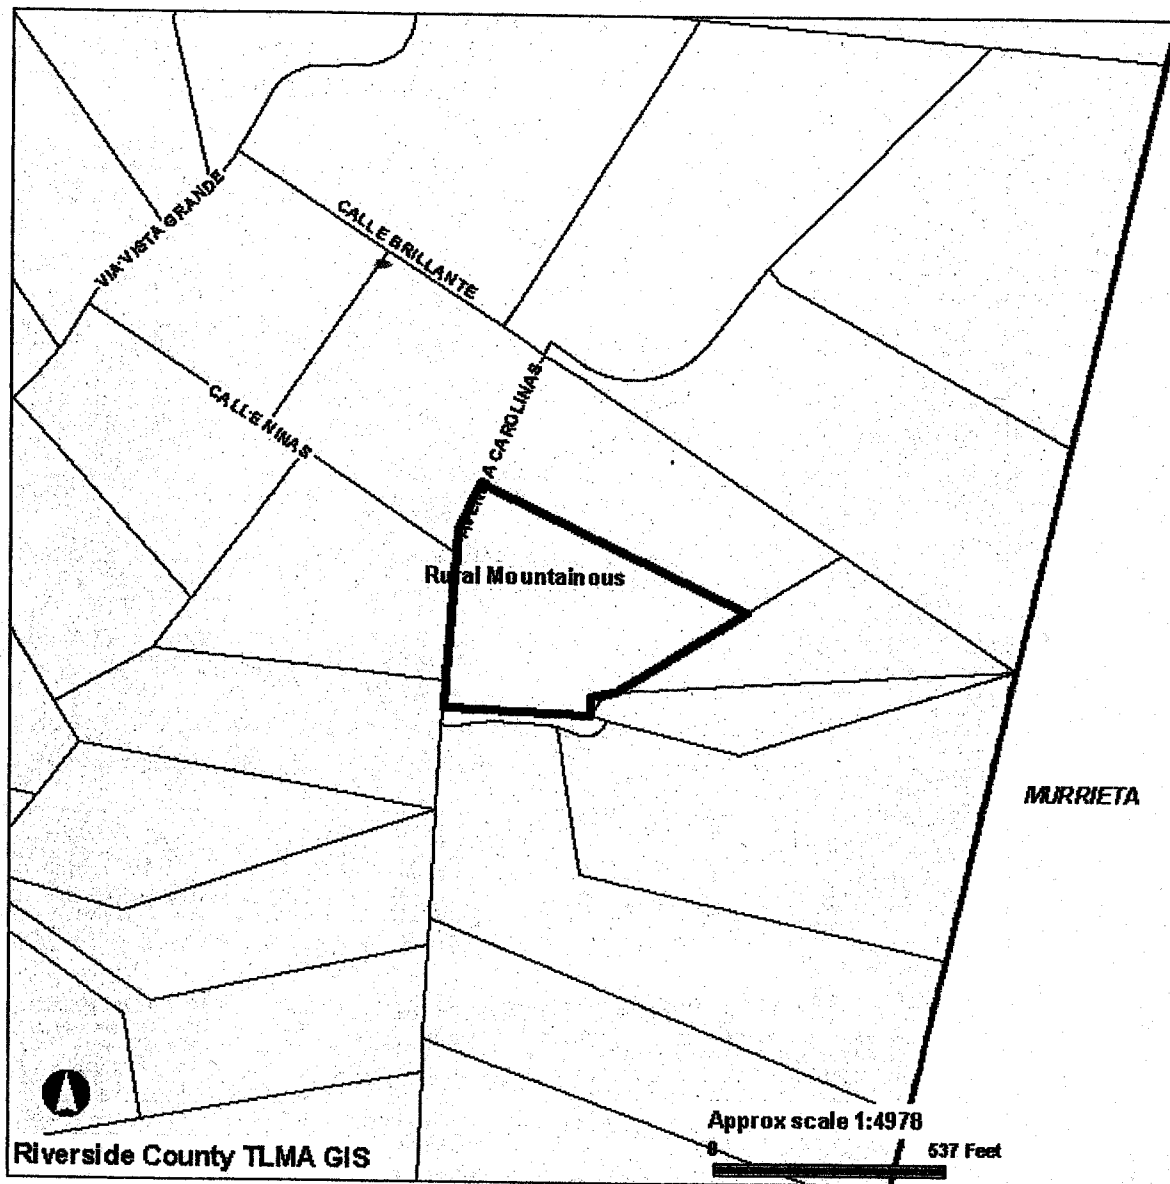 VIA VISTA GRANDE
CALLE BRILLANTE
CALLE NINAS
AVENIDA CAROLINAS
Rural Mountainous
MURRIETA
Approx scale 1:4978
0 537 Feet
Riverside County TLMA GIS